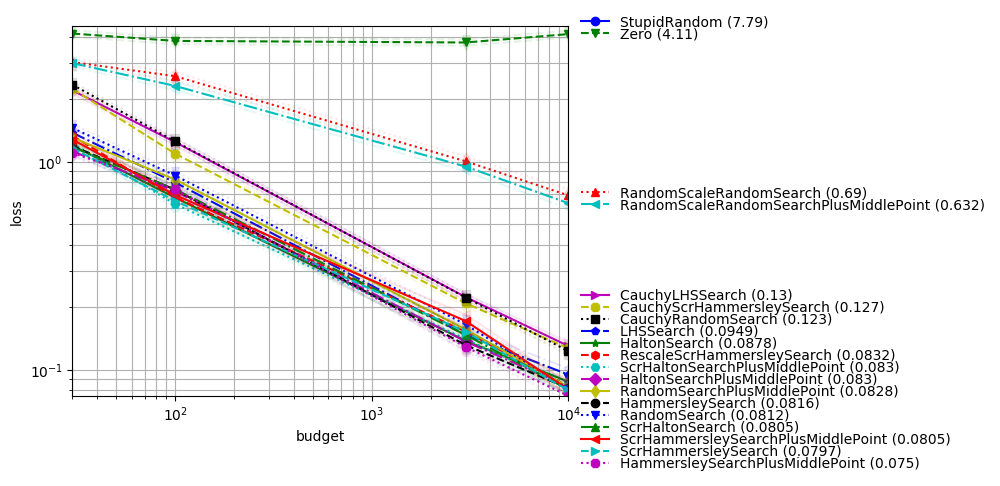 StupidRandom (7.79)
Zero (4.11)
RandomScaleRandomSearch (0.69)
RandomScaleRandomSearchPlusMiddlePoint (0.632)
CauchyLHSSearch (0.13)
CauchyScrHammersleySearch (0.127)
CauchyRandomSearch (0.123)
LHSSearch (0.0949)
HaltonSearch (0.0878)
RescaleScrHammersleySearch (0.0832)
ScrHaltonSearchPlusMiddlePoint (0.083)
HaltonSearchPlusMiddlePoint (0.083)
RandomSearchPlusMiddlePoint (0.0828)
HammersleySearch (0.0816)
RandomSearch (0.0812)
ScrHaltonSearch (0.0805)
ScrHammersleySearchPlusMiddlePoint (0.0805)
ScrHammersleySearch (0.0797)
HammersleySearchPlusMiddlePoint (0.075)
loss
10⁰
10⁻¹
10² 10³ 10⁴
budget